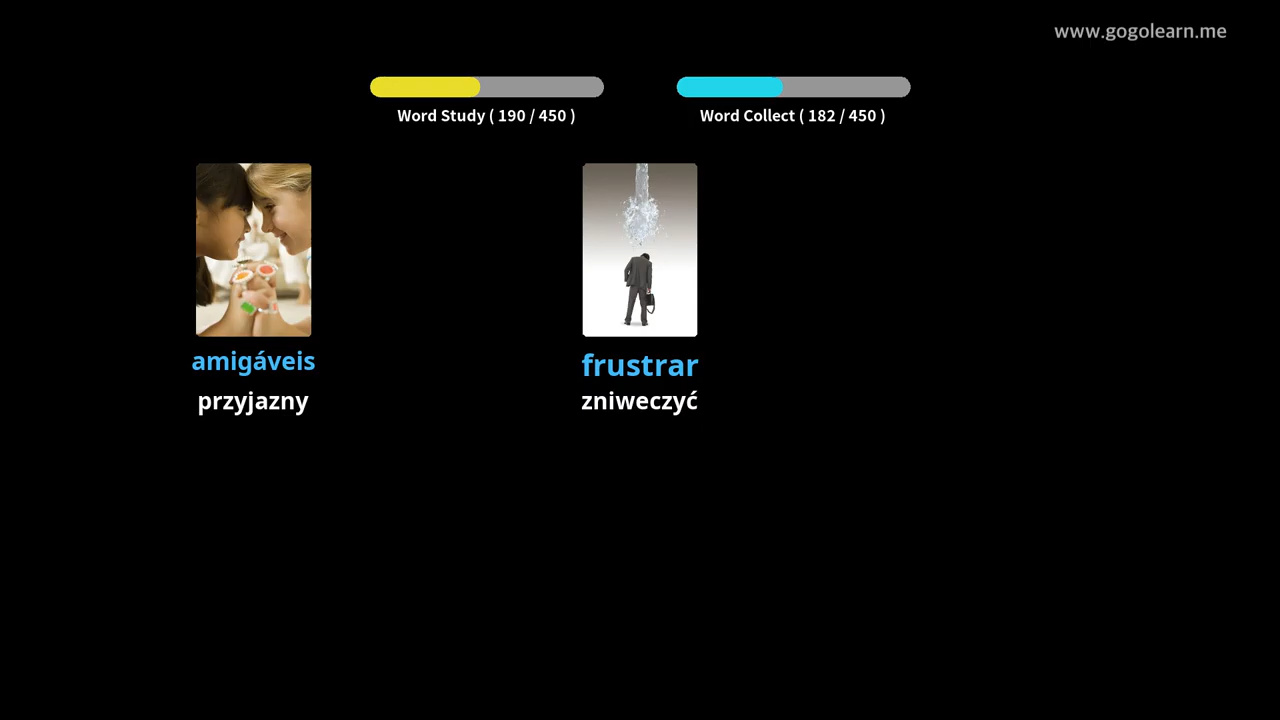 www.gogolearn.me
Word Study ( 190 / 450 )
Word Collect ( 182 / 450 )
amigáveis
przyjazny
frustrar
zniweczyć